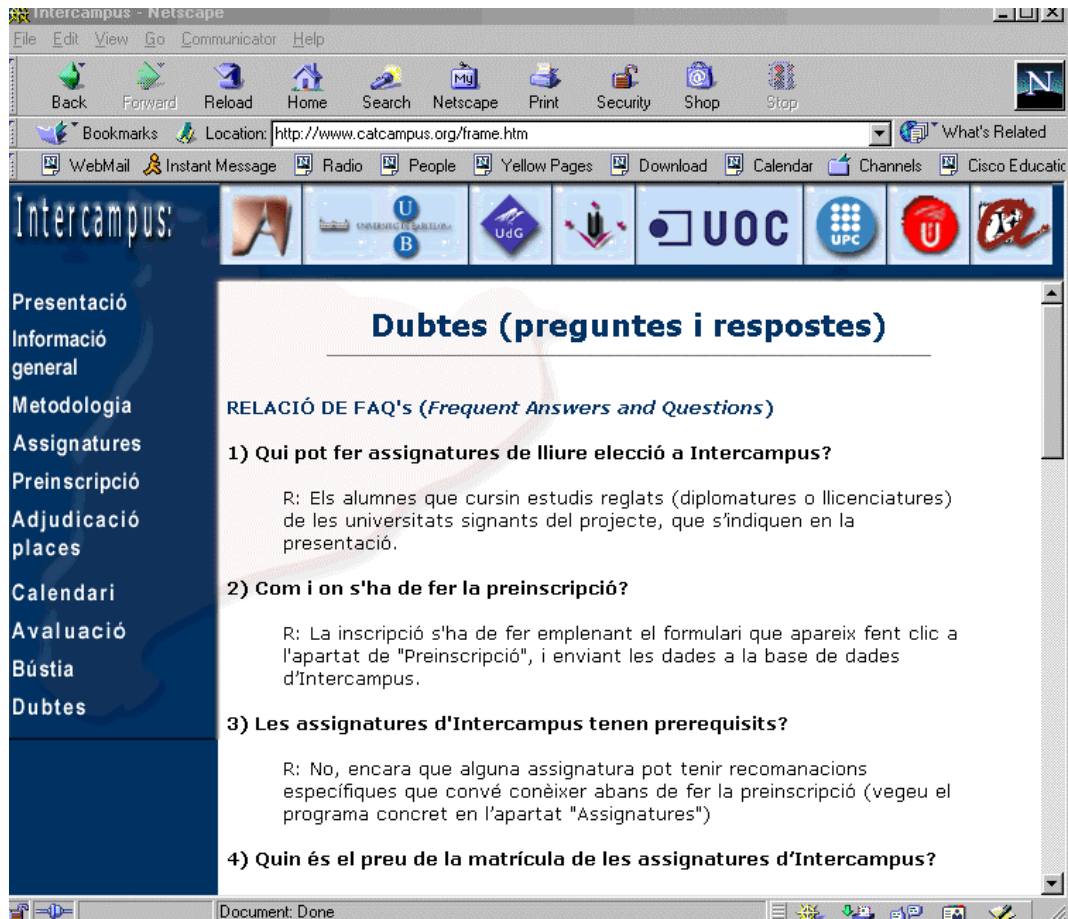 Intercampus - Netscape
File Edit View Go Communicator Help
Back Forward Reload Home Search Netscape Print Security Shop Stop
My
N
Bookmarks Location: http://www.catcampus.org/frame.htm What's Related
WebMail Instant Message Radio People Yellow Pages Download Calendar Channels Cisco Educatic
Intercampus:
U
UNIVERSITAT DE BARCELONA
B
UdG
UOC
UPC
Presentació
Informació
general
Metodologia
Assignatures
Preinscripció
Adjudicació
places
Calendari
Avaluació
Bústia
Dubtes
Dubtes (preguntes i respostes)
RELACIÓ DE FAQ's (Frequent Answers and Questions)
1) Qui pot fer assignatures de lliure elecció a Intercampus?
R: Els alumnes que cursin estudis reglats (diplomatures o llicenciatures)
de les universitats signants del projecte, que s'indiquen en la
presentació.
2) Com i on s'ha de fer la preinscripció?
R: La inscripció s'ha de fer emplenant el formulari que apareix fent clic a
l'apartat de "Preinscripció", i enviant les dades a la base de dades
d'Intercampus.
3) Les assignatures d'Intercampus tenen prerequisits?
R: No, encara que alguna assignatura pot tenir recomanacions
específiques que convé conèixer abans de fer la preinscripció (vegeu el
programa concret en l'apartat "Assignatures")
4) Quin és el preu de la matrícula de les assignatures d'Intercampus?
Document: Done